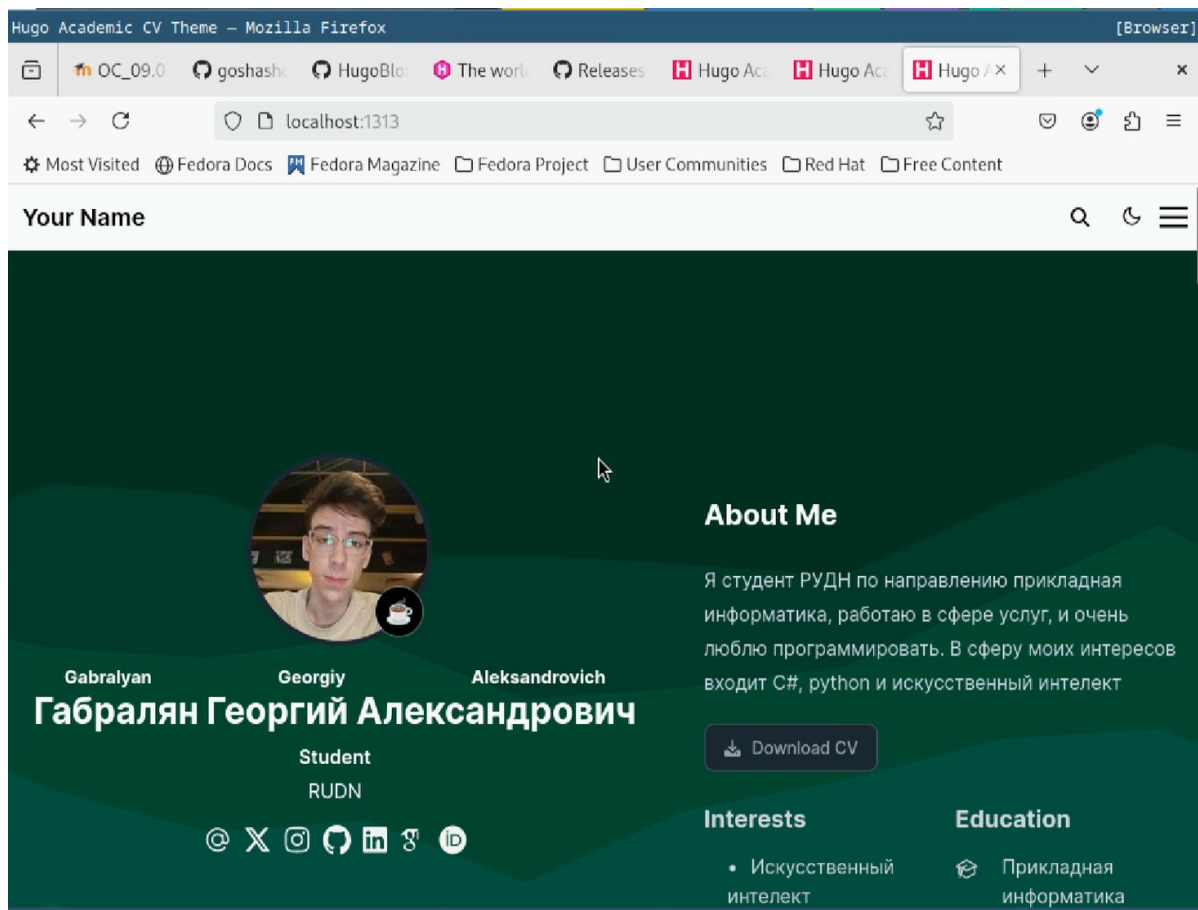 Hugo Academic CV Theme — Mozilla Firefox [Browser]
OC_09.0 goshasho HugoBlo The worl Releases Hugo Aca Hugo Aca Hugo A
localhost:1313
Most Visited Fedora Docs Fedora Magazine Fedora Project User Communities Red Hat Free Content
Your Name
About Me
Я студент РУДН по направлению прикладная
информатика, работаю в сфере услуг, и очень
люблю программировать. В сферу моих интересов
входит C#, python и искусственный интелект
Download CV
Gabralyan Georgiy Aleksandrovich
Габралян Георгий Александрович
Student
RUDN
Interests
• Искусственный
интелект
Education
Прикладная
информатика